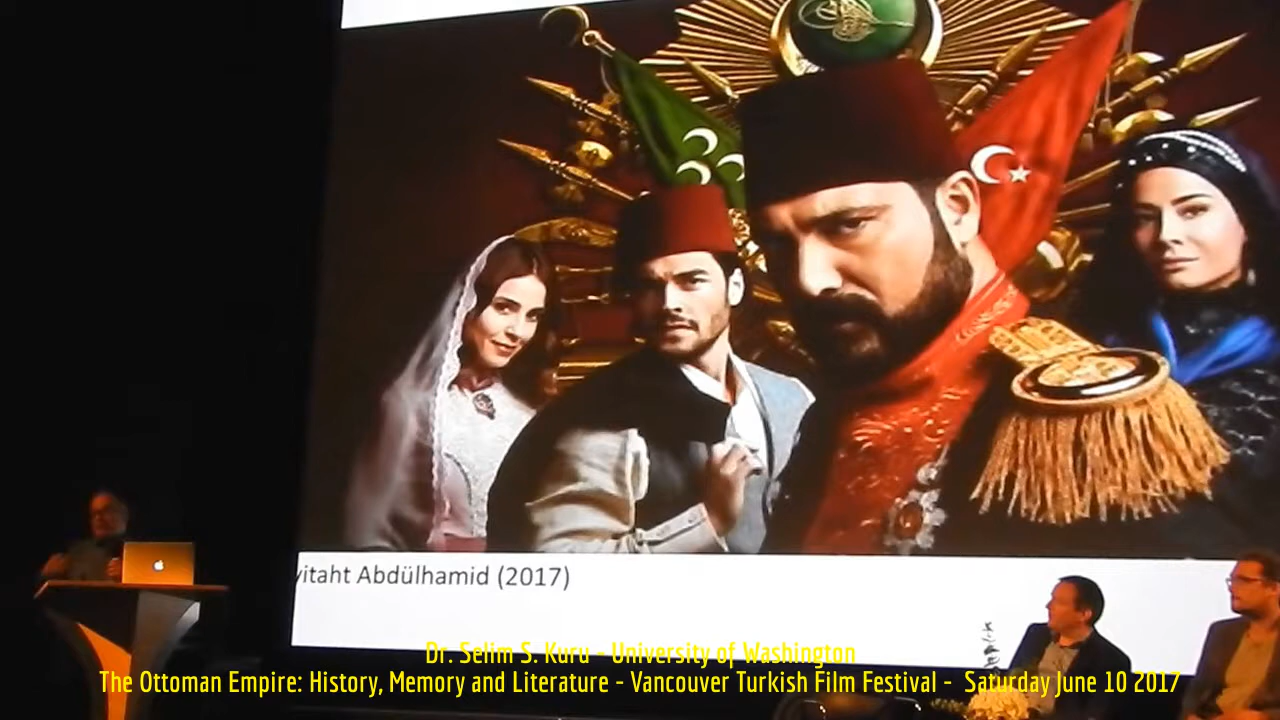 vitaht Abdülhamid (2017)
Dr. Selim S. Kuru - University of Washington
The Ottoman Empire: History, Memory and Literature - Vancouver Turkish Film Festival - Saturday June 10 2017